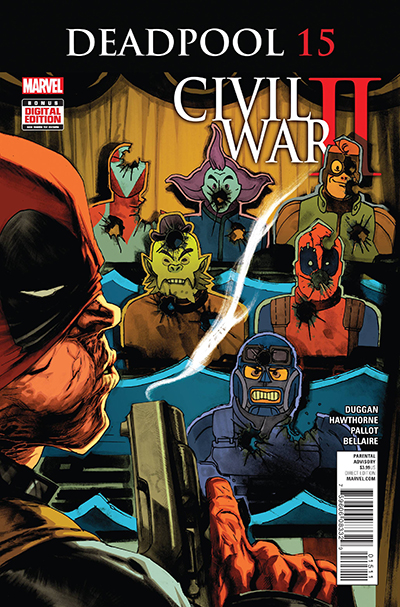 DEADPOOL 15
MARVEL
BONUS
DIGITAL
EDITION
CIVIL
WAR II
DUGGAN
HAWTHORNE
PALLOT
BELLAIRE
PARENTAL
ADVISORY
$3.99 US
DIRECT EDITION
MARVEL.COM
01511